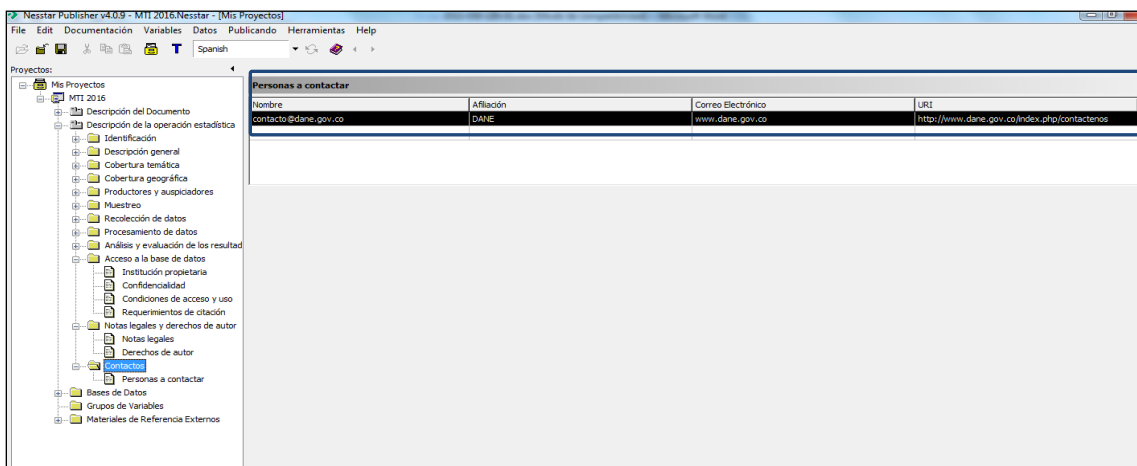 Nesstar Publisher v4.0.9 - MTI 2016.Nesstar - [Mis Proyectos]
File Edit Documentación Variables Datos Publicando Herramientas Help
T Spanish
Proyectos:
Mis Proyectos
MTI 2016
Descripción del Documento
Descripción de la operación estadística
Identificación
Descripción general
Cobertura temática
Cobertura geográfica
Productores y auspiciadores
Muestreo
Recolección de datos
Procesamiento de datos
Análisis y evaluación de los resultad
Acceso a la base de datos
Institución propietaria
Confidencialidad
Condiciones de acceso y uso
Requerimientos de citación
Notas legales y derechos de autor
Notas legales
Derechos de autor
Contactos
Personas a contactar
Bases de Datos
Grupos de Variables
Materiales de Referencia Externos
Personas a contactar
Nombre Afiliación Correo Electrónico URI
contacto@dane.gov.co DANE www.dane.gov.co http://www.dane.gov.co/index.php/contactenos